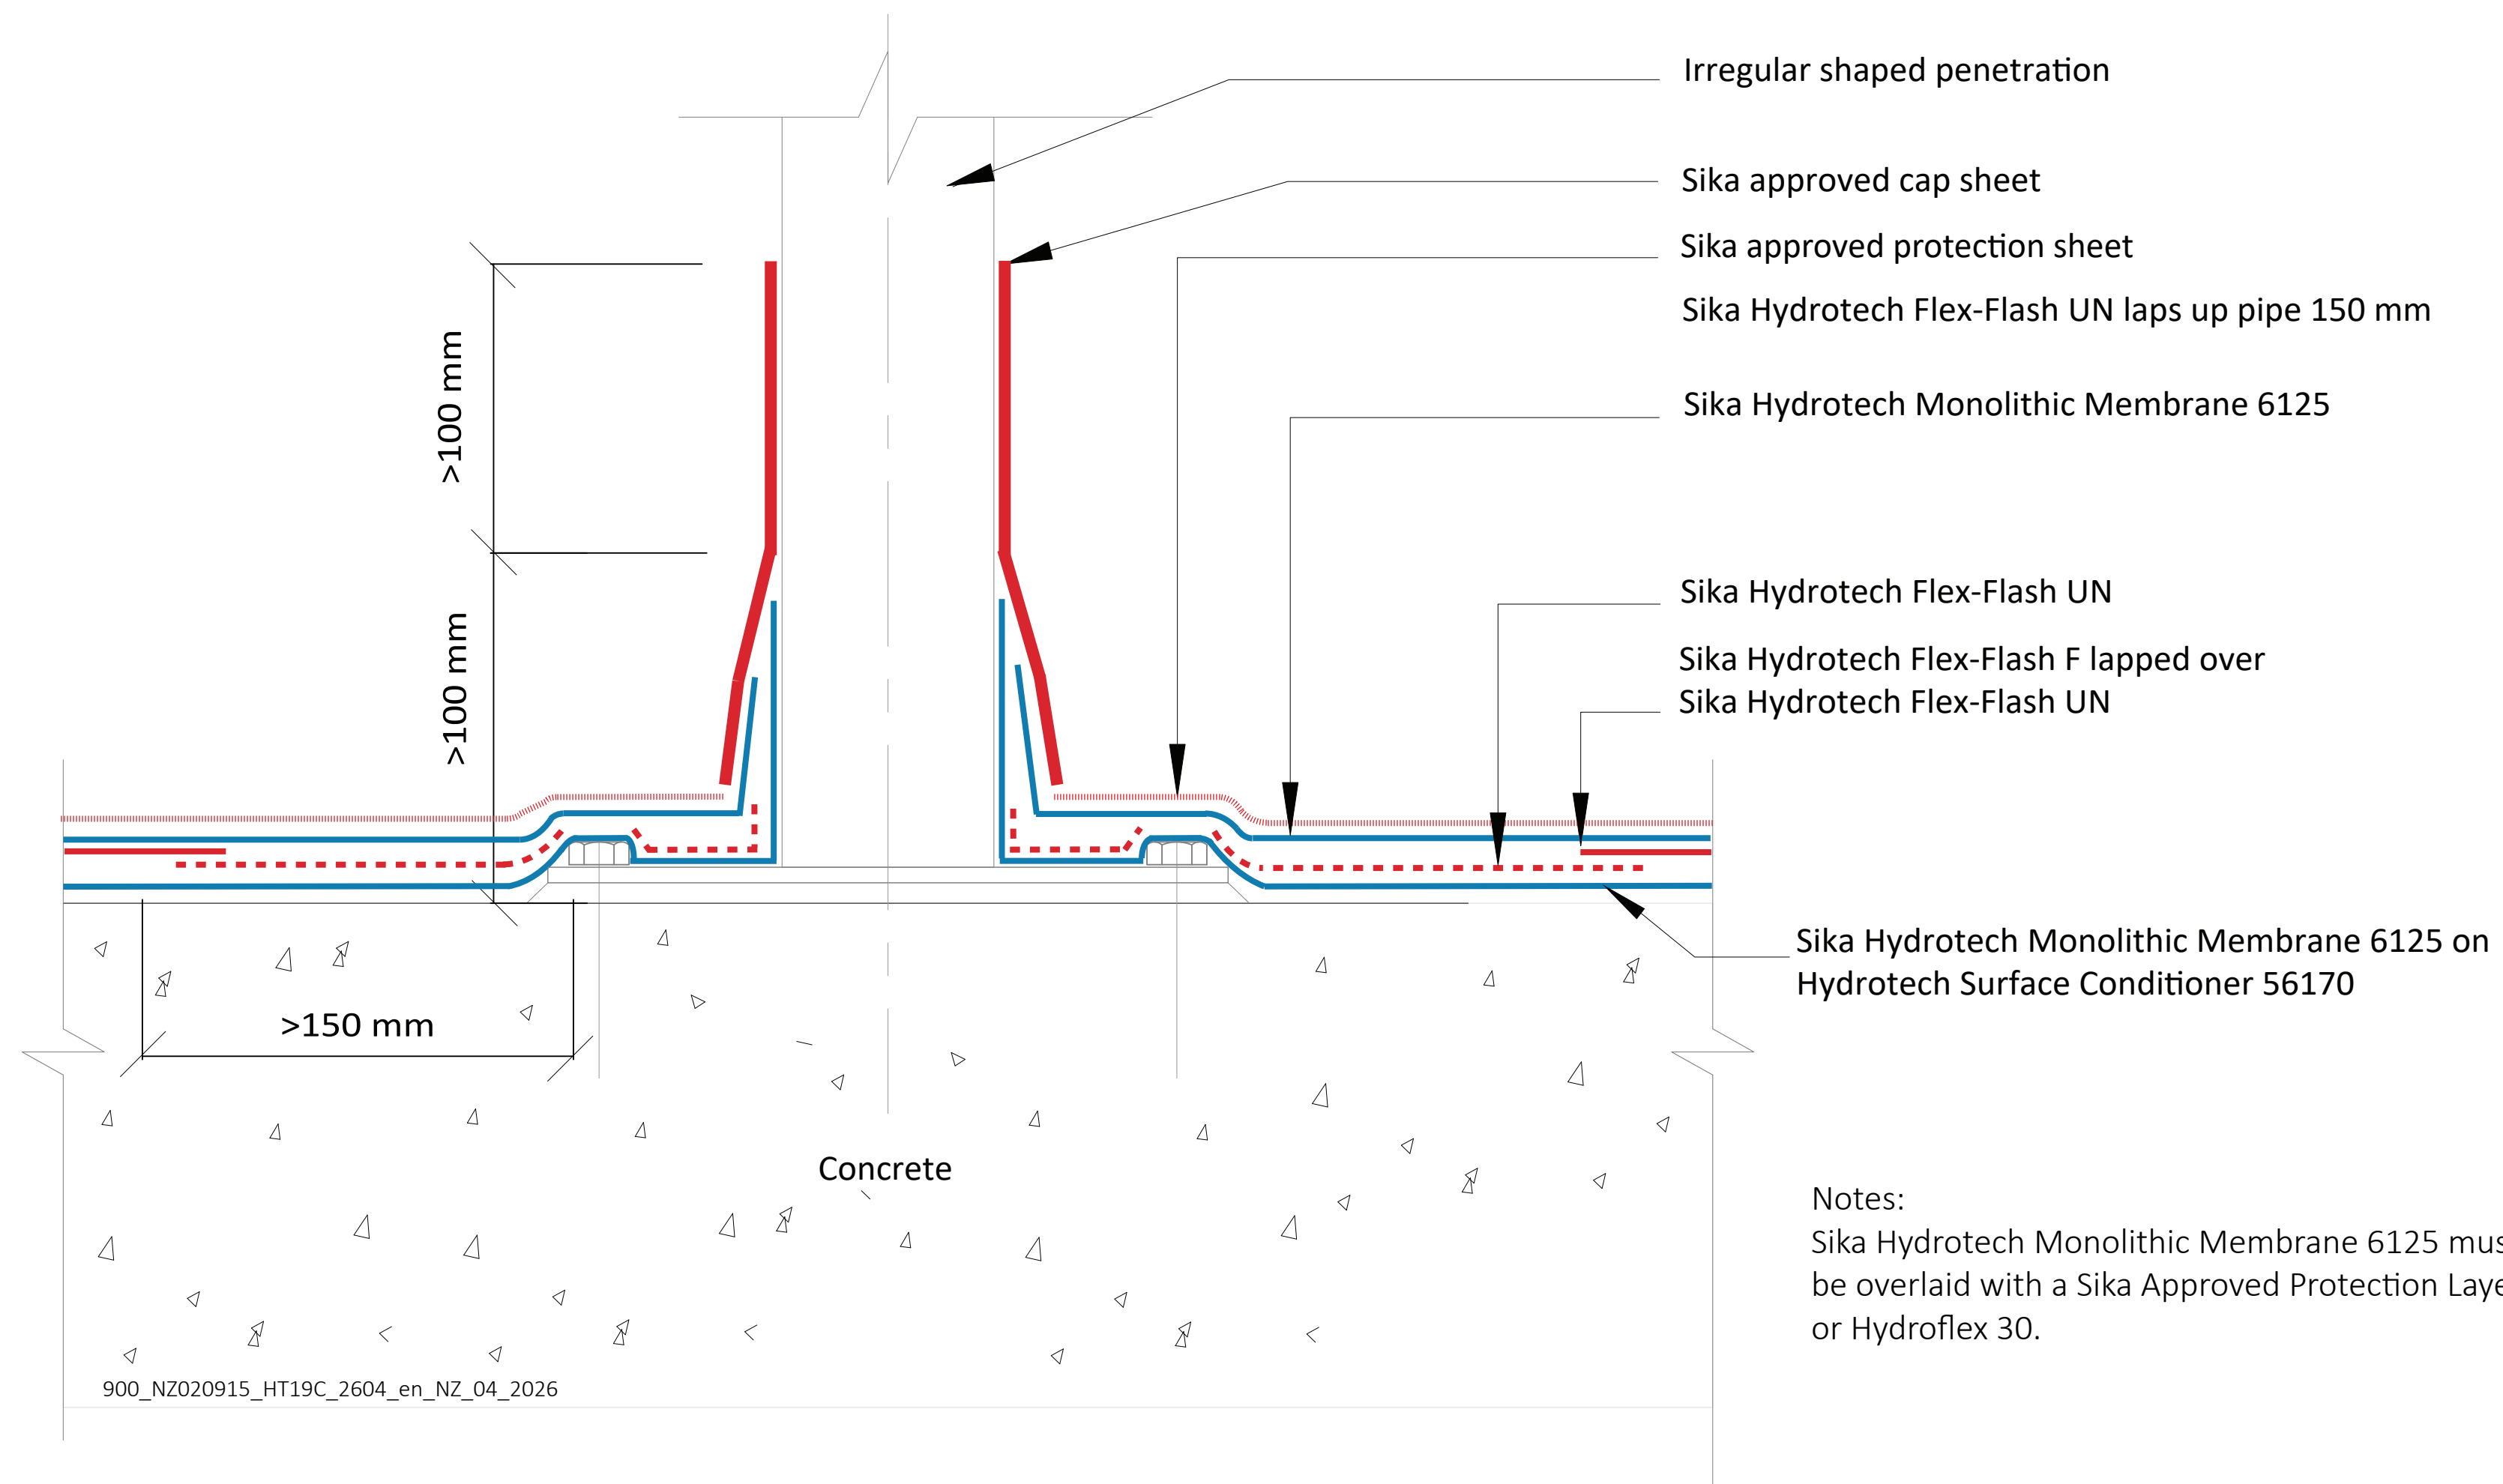 Irregular shaped penetration
Sika approved cap sheet
Sika approved protection sheet
Sika Hydrotech Flex-Flash UN laps up pipe 150 mm
Sika Hydrotech Monolithic Membrane 6125
Sika Hydrotech Flex-Flash UN
Sika Hydrotech Flex-Flash F lapped over
Sika Hydrotech Flex-Flash UN
Sika Hydrotech Monolithic Membrane 6125 on
Hydrotech Surface Conditioner 56170
>100 mm
>100 mm
>150 mm
Concrete
Notes:
Sika Hydrotech Monolithic Membrane 6125 mus
be overlaid with a Sika Approved Protection Laye
or Hydroflex 30.
900_NZ020915_HT19C_2604_en_NZ_04_2026